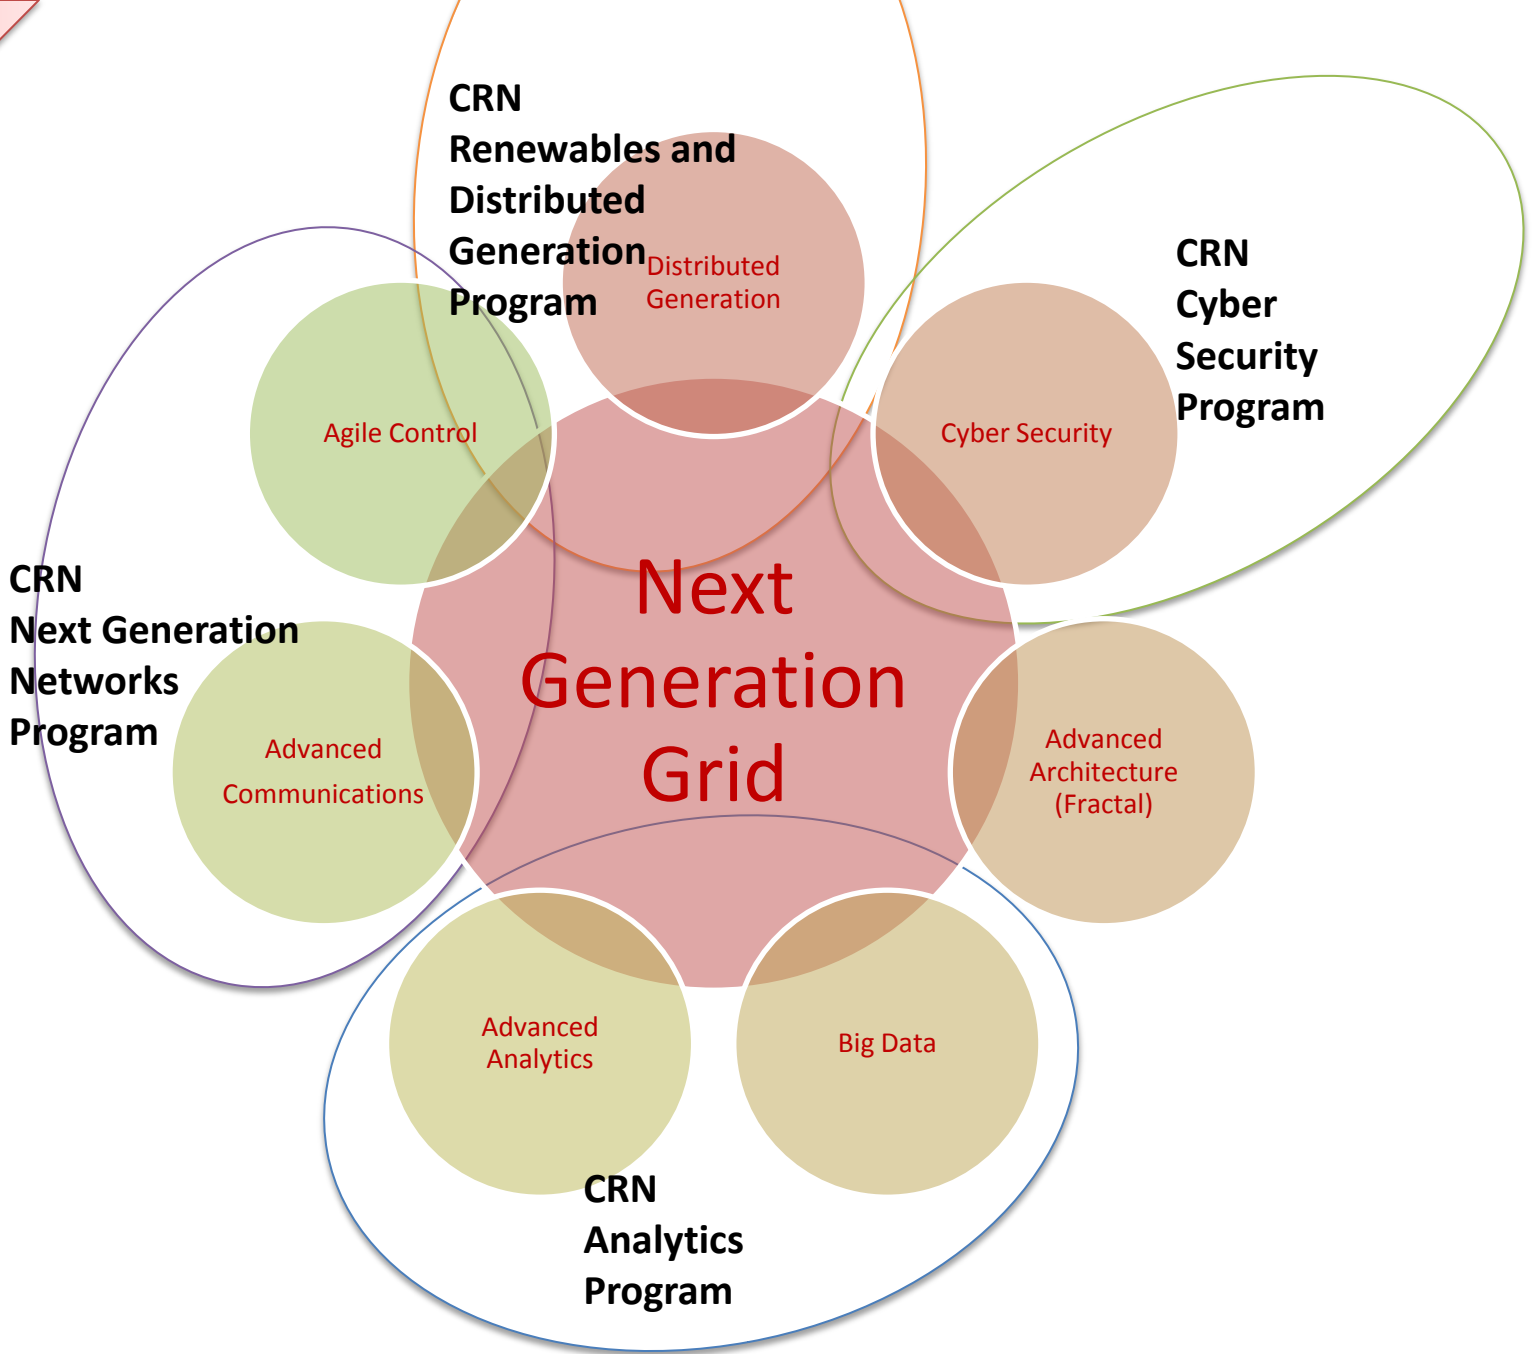 CRN
Renewables and
Distributed
Generation
Program
Distributed
Generation
CRN
Cyber
Security
Program
Cyber Security
Agile Control
CRN
Next Generation
Networks
Program
Advanced
Communications
Next
Generation
Grid
Advanced
Architecture
(Fractal)
Advanced
Analytics
Big Data
CRN
Analytics
Program